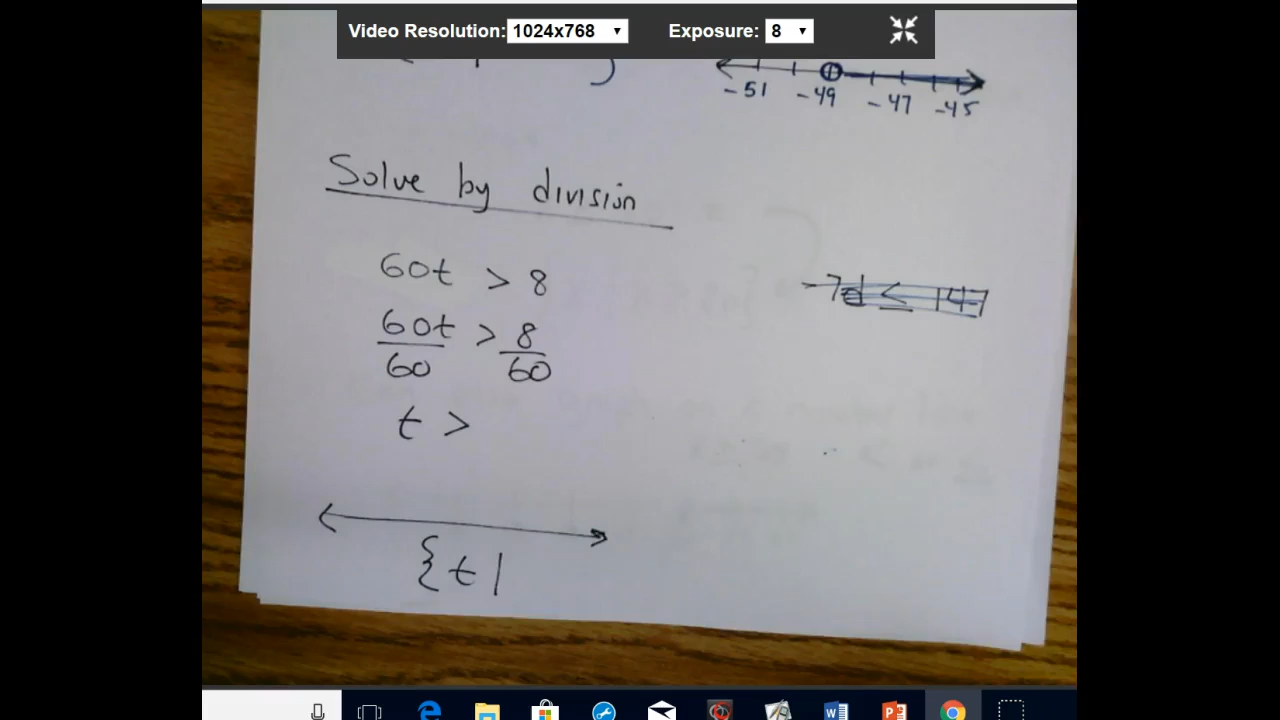 Video Resolution: 1024x768 Exposure: 8
-51 -49 -47 -45
Solve by division
60t > 8
60t > 8
60 60
t >
{t |
-7d ≤ 147